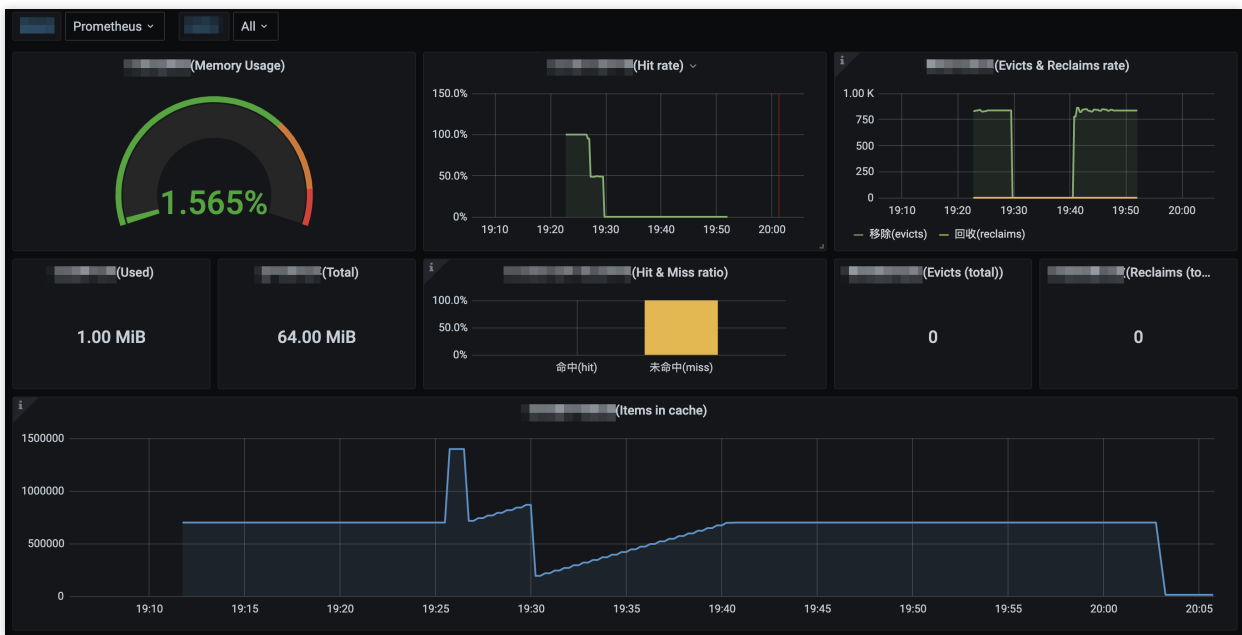 Prometheus
All
(Memory Usage)
1.565%
(Hit rate)
150.0%
100.0%
50.0%
0%
19:10 19:20 19:30 19:40 19:50 20:00
(Evicts & Reclaims rate)
1.00 K
750
500
250
0
19:10 19:20 19:30 19:40 19:50 20:00
移除(evicts) 回收(reclaims)
(Used)
1.00 MiB
(Total)
64.00 MiB
(Hit & Miss ratio)
100.0%
50.0%
0%
命中(hit) 未命中(miss)
(Evicts (total))
0
(Reclaims (to...
0
(Items in cache)
1500000
1000000
500000
0
19:10 19:15 19:20 19:25 19:30 19:35 19:40 19:45 19:50 19:55 20:00 20:05